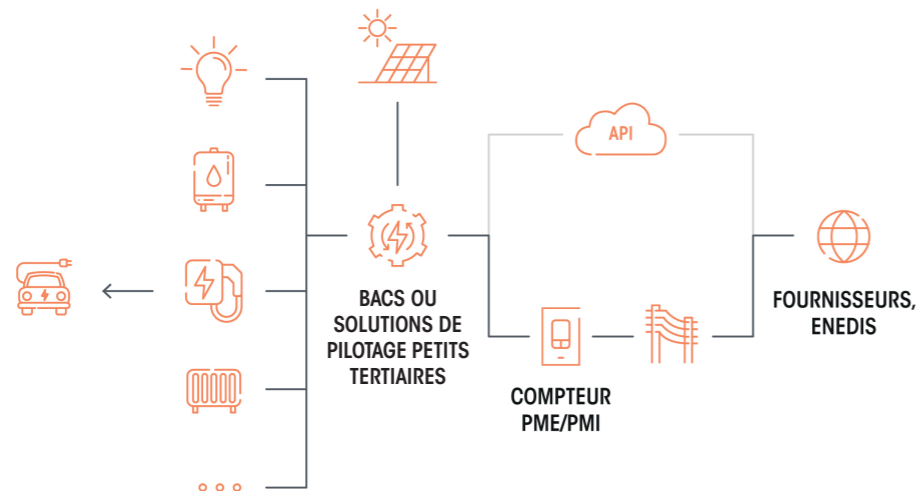 API
BACS OU
SOLUTIONS DE
PILOTAGE PETITS
TERTIAIRES
COMPTEUR
PME/PMI
FOURNISSEURS,
ENEDIS